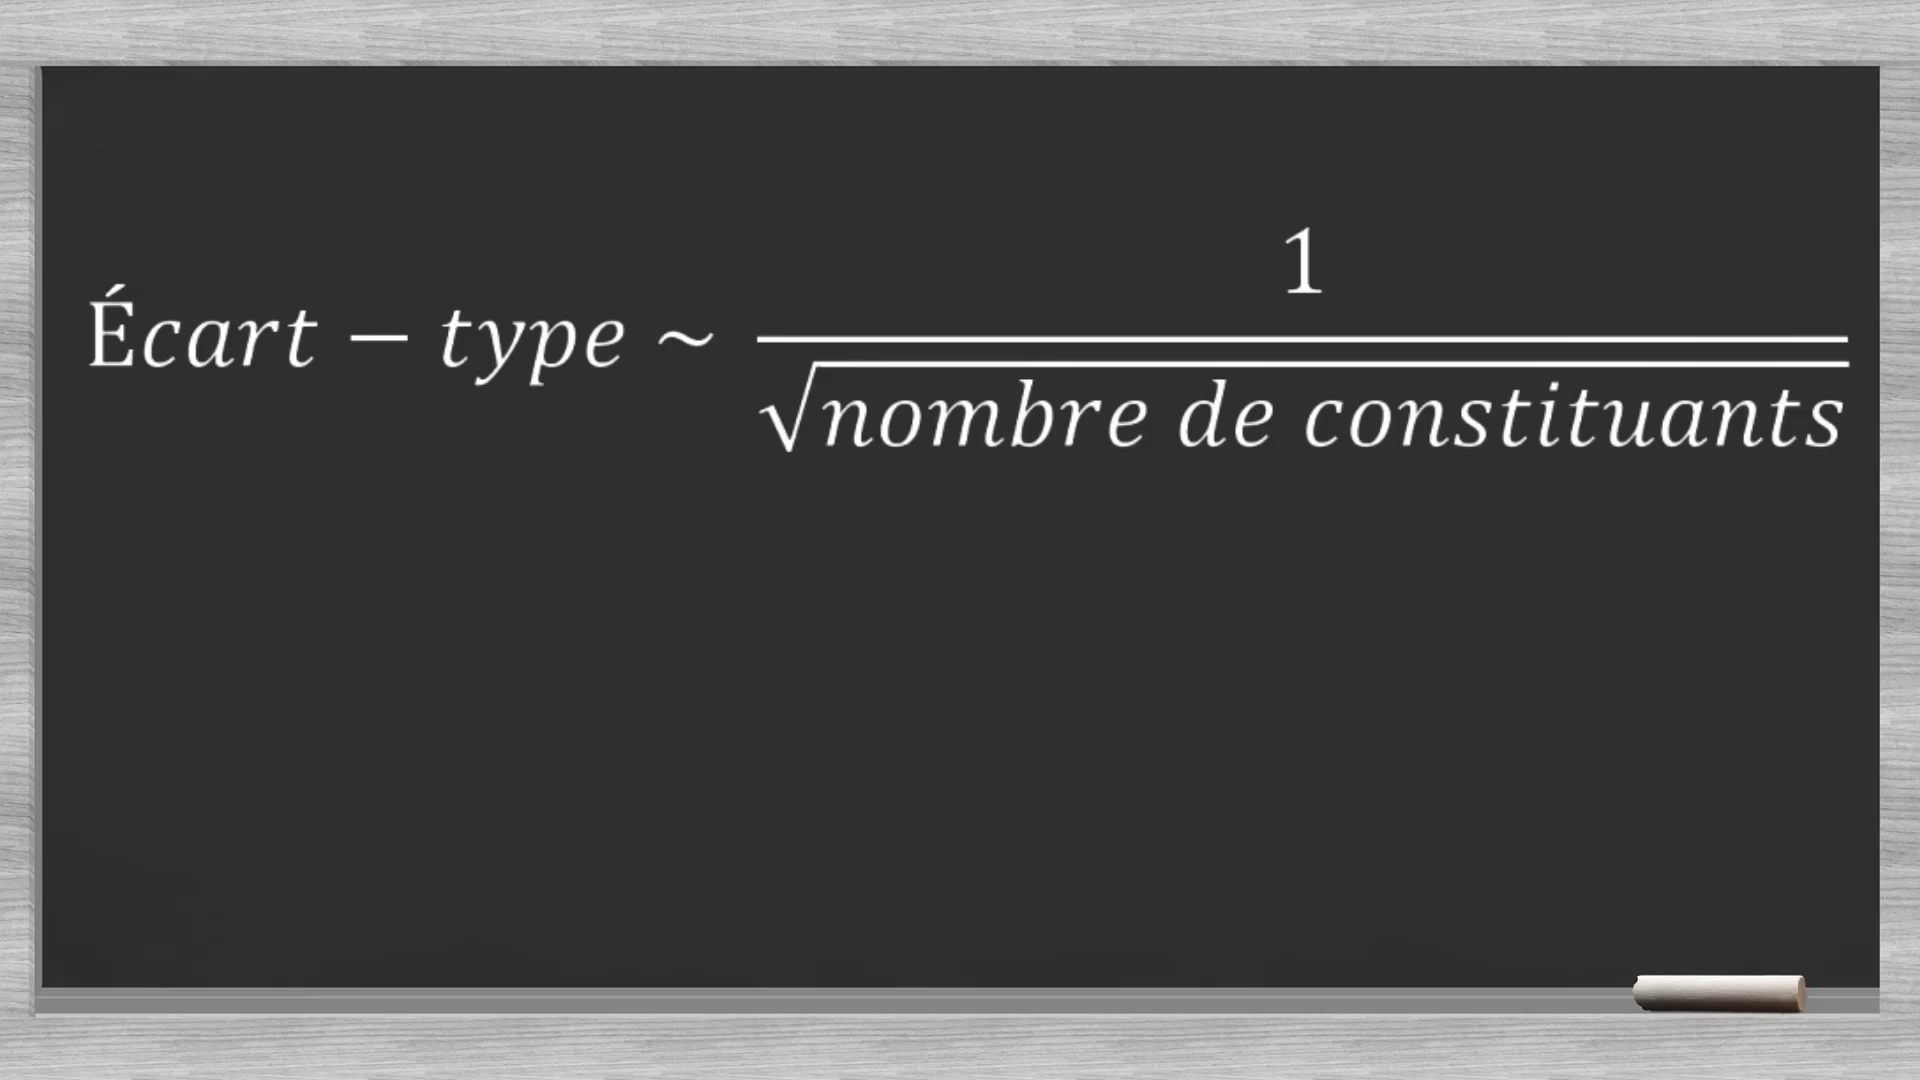 Écart − type ~ 1 / √nombre de constituants